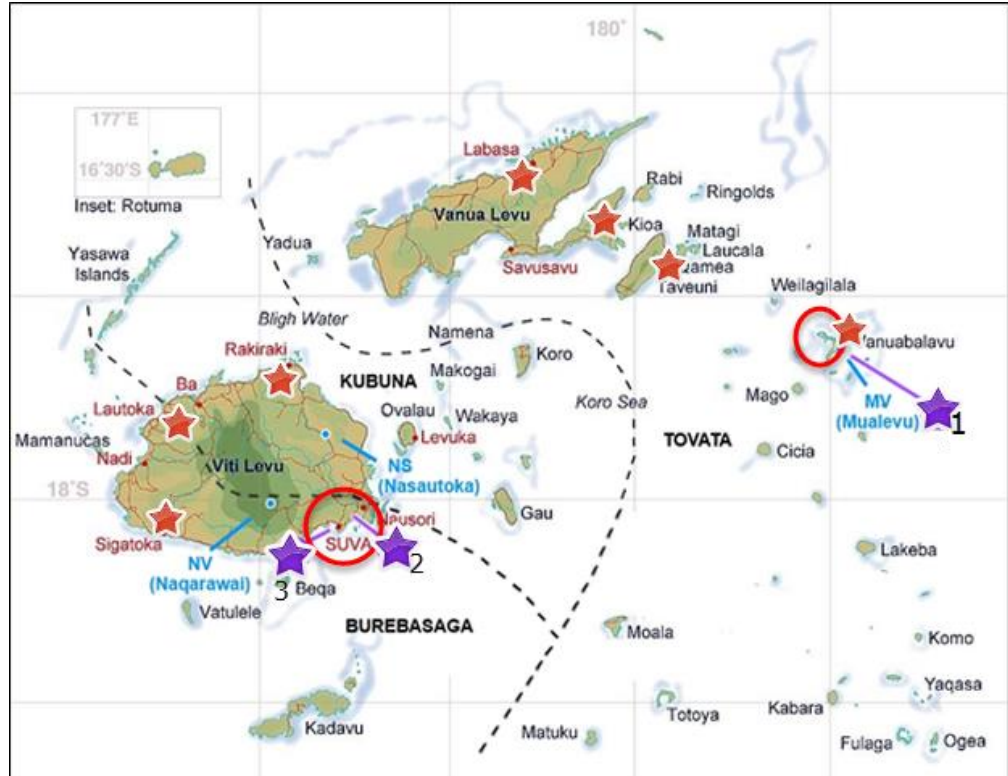 180°
177°E
16°30'S
Inset: Rotuma
Labasa
Rabi
Ringolds
Vanua Levu
Kioa
Matagi
Laucala
Yasawa
Islands
Yadua
Savusavu
Taveuni
Weilagilala
Bligh Water
Namena
Rakiraki
KUBUNA
Koro
Makogai
Ba
Lautoka
Koro Sea
Mago
MV
(Mualevu)
1
Ovalau
Wakaya
Mamanucas
Levuka
TOVATA
Cicia
Nadi
Viti Levu
NS
(Nasautoka)
18°S
Gau
Sigatoka
SUVA
2
Lakeba
NV
(Naqarawai)
3
Beqa
Vatulele
BUREBASAGA
Moala
Komo
Kadavu
Totoya
Kabara
Yaqasa
Matuku
Fulaga
Ogea